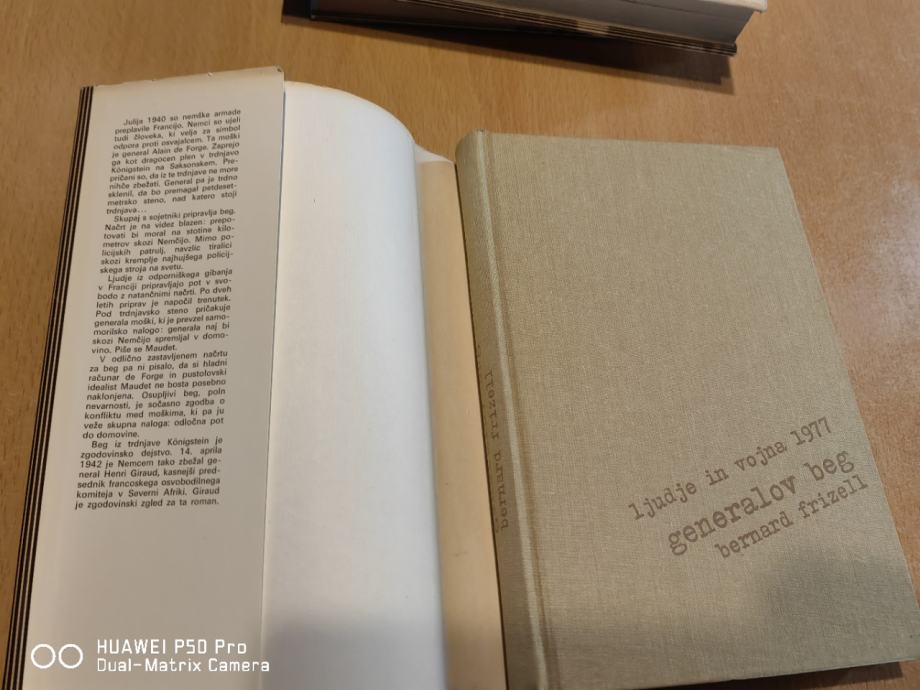 Julija 1940 so nemške armade
preplavile Francijo. Nemci so ujeli
tudi človeka, ki velja za simbol
odpora proti osvajalcem. Ta moški
je general Alain de Forge. Zaprejo
ga kot dragocen plen v trdnjavo
Königstein na Saksonskem. Pre-
pričani so, da iz te trdnjave ne more
nihče zbežati. General pa je trdno
sklenil, da bo premagal petdeset-
metrsko steno, nad katero stoji
trdnjava...
Skupaj s sojetniki pripravlja beg.
Načrt je na videz blazen: prepo-
tovati bi moral na stotine kilo-
metrov skozi Nemčijo. Mimo po-
licijskih patrulj, navzlic tiralici
skozi kremplje najhujšega policij-
skega stroja na svetu.
Ljudje iz odporniškega gibanja
v Franciji pripravljajo pot v svo-
bodo z natančnimi načrti. Po dveh
letih priprav je napočil trenutek.
Pod trdnjavsko steno pričakuje
generala moški, ki je prevzel samo-
morilsko nalogo: generala naj bi
skozi Nemčijo spremljal v domo-
vino. Piše se Maudet.
V odlično zastavljenem načrtu
za beg pa ni pisalo, da si hladni
računar de Forge in pustolovski
idealist Maudet ne bosta posebno
naklonjena. Osupljivi beg, poln
nevarnosti, je sočasno zgodba o
konfliktu med moškima, ki pa ju
veže skupna naloga: odločna pot
do domovine.
Beg iz trdnjave Königstein je
zgodovinsko dejstvo. 14. aprila
1942 je Nemcem tako zbežal ge-
neral Henri Giraud, kasnejši pred-
sednik francoskega osvobodilnega
komiteja v Severni Afriki. Giraud
je zgodovinski zgled za ta roman.
bernard frizell
ljudje in vojna 1977
generalov beg
bernard frizell
HUAWEI P50 Pro
Dual-Matrix Camera